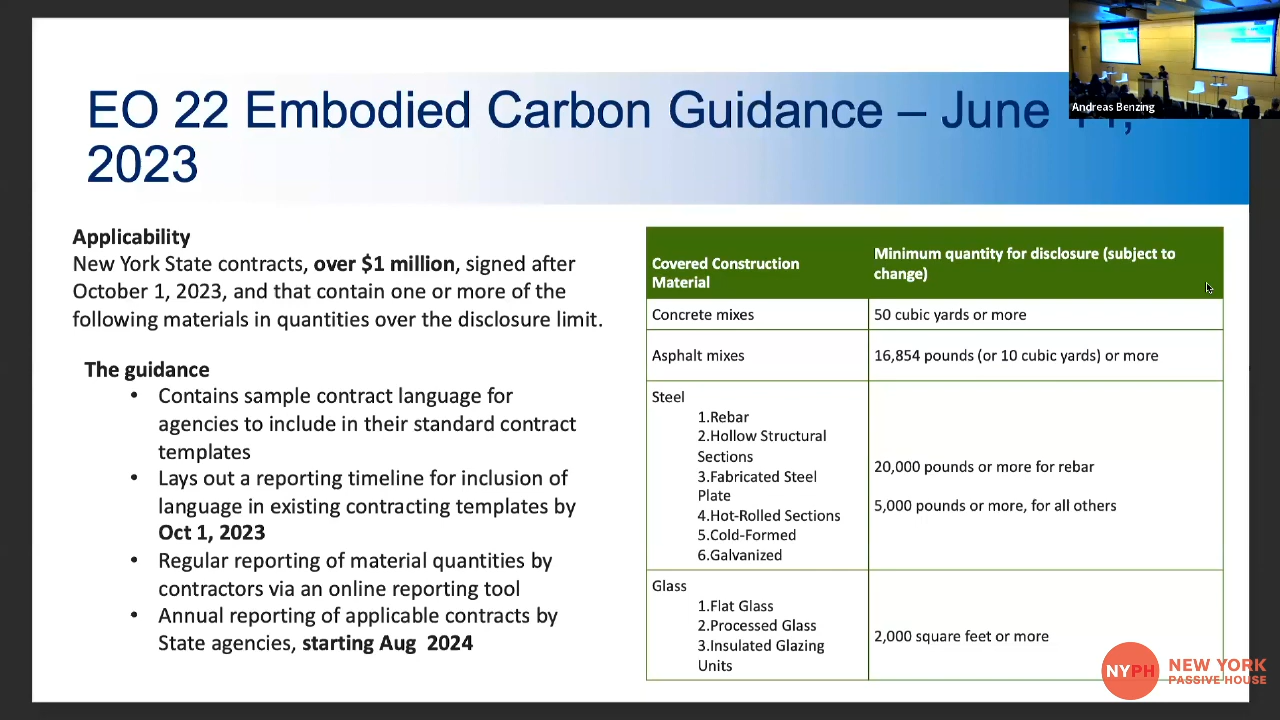 EO 22 Embodied Carbon Guidance – June
2023
Andreas Benzing
Applicability
New York State contracts, over $1 million, signed after
October 1, 2023, and that contain one or more of the
following materials in quantities over the disclosure limit.
The guidance
• Contains sample contract language for
agencies to include in their standard contract
templates
• Lays out a reporting timeline for inclusion of
language in existing contracting templates by
Oct 1, 2023
• Regular reporting of material quantities by
contractors via an online reporting tool
• Annual reporting of applicable contracts by
State agencies, starting Aug 2024
Covered Construction
Material
Minimum quantity for disclosure (subject to
change)
Concrete mixes
50 cubic yards or more
Asphalt mixes
16,854 pounds (or 10 cubic yards) or more
Steel
1.Rebar
2.Hollow Structural
Sections
3.Fabricated Steel
Plate
4.Hot-Rolled Sections
5.Cold-Formed
6.Galvanized
20,000 pounds or more for rebar
5,000 pounds or more, for all others
Glass
1.Flat Glass
2.Processed Glass
3.Insulated Glazing
Units
2,000 square feet or more
NYPH
NEW YORK
PASSIVE HOUSE